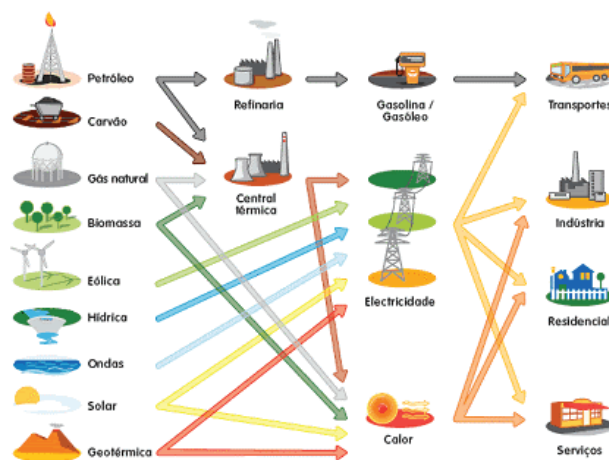 Petróleo
Refinaria
Gasolina /
Gasóleo
Transportes
Carvão
Gás natural
Central
térmica
Biomassa
Indústria
Eólica
Electricidade
Hídrica
Residencial
Ondas
Solar
Calor
Geotérmica
Serviços